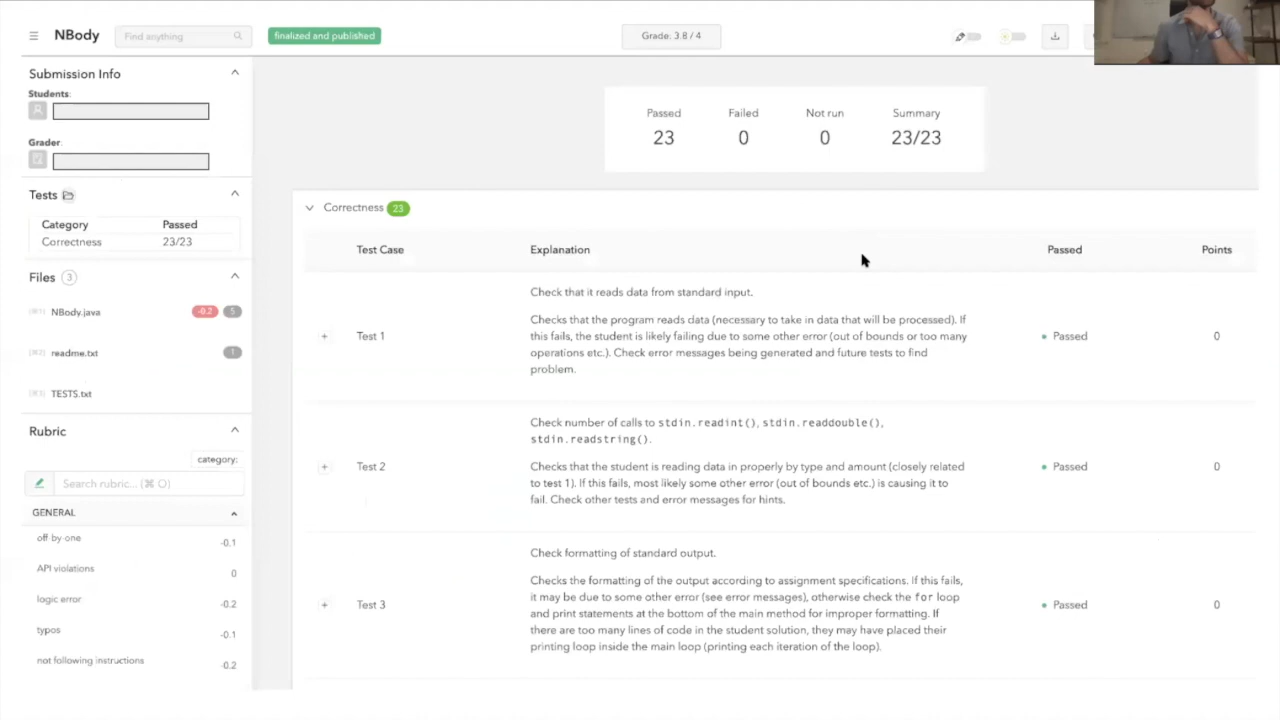 NBody
Find anything
finalized and published
Grade: 3.8 / 4
Submission Info
Students:
Grader:
Tests
Category Passed
Correctness 23/23
Files 3
NBody.java -0.2 5
readme.txt 1
TESTS.txt
Rubric
category:
Search rubric... (⌘ O)
GENERAL
off-by-one -0.1
API violations 0
logic error -0.2
typos -0.1
not following instructions -0.2
Passed Failed Not run Summary
23 0 0 23/23
Correctness 23
Test Case Explanation Passed Points
Check that it reads data from standard input.
Checks that the program reads data (necessary to take in data that will be processed). If
Test 1 this fails, the student is likely failing due to some other error (out of bounds or too many Passed 0
operations etc.). Check error messages being generated and future tests to find
problem.
Check number of calls to stdin.readint(), stdin.readdouble(),
stdin.readstring().
Test 2 Checks that the student is reading data in properly by type and amount (closely related Passed 0
to test 1). If this fails, most likely some other error (out of bounds etc.) is causing it to
fail. Check other tests and error messages for hints.
Check formatting of standard output.
Checks the formatting of the output according to assignment specifications. If this fails,
it may be due to some other error (see error messages), otherwise check the for loop
Test 3 and print statements at the bottom of the main method for improper formatting. If Passed 0
there are too many lines of code in the student solution, they may have placed their
printing loop inside the main loop (printing each iteration of the loop).